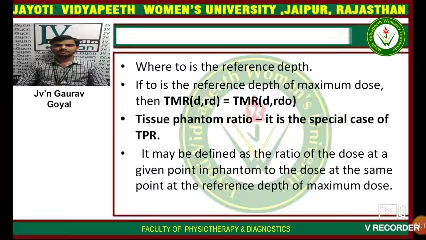 JAYOTI VIDYAPEETH WOMEN'S UNIVERSITY ,JAIPUR, RAJASTHAN
Jv'n Gaurav
Goyal
• Where to is the reference depth.
• If to is the reference depth of maximum dose,
then TMR(d,rd) = TMR(d,rdo)
• Tissue phantom ratio – it is the special case of
TPR.
• It may be defined as the ratio of the dose at a
given point in phantom to the dose at the same
point at the reference depth of maximum dose.
FACULTY OF PHYSIOTHERAPY & DIAGNOSTICS
V RECORDER